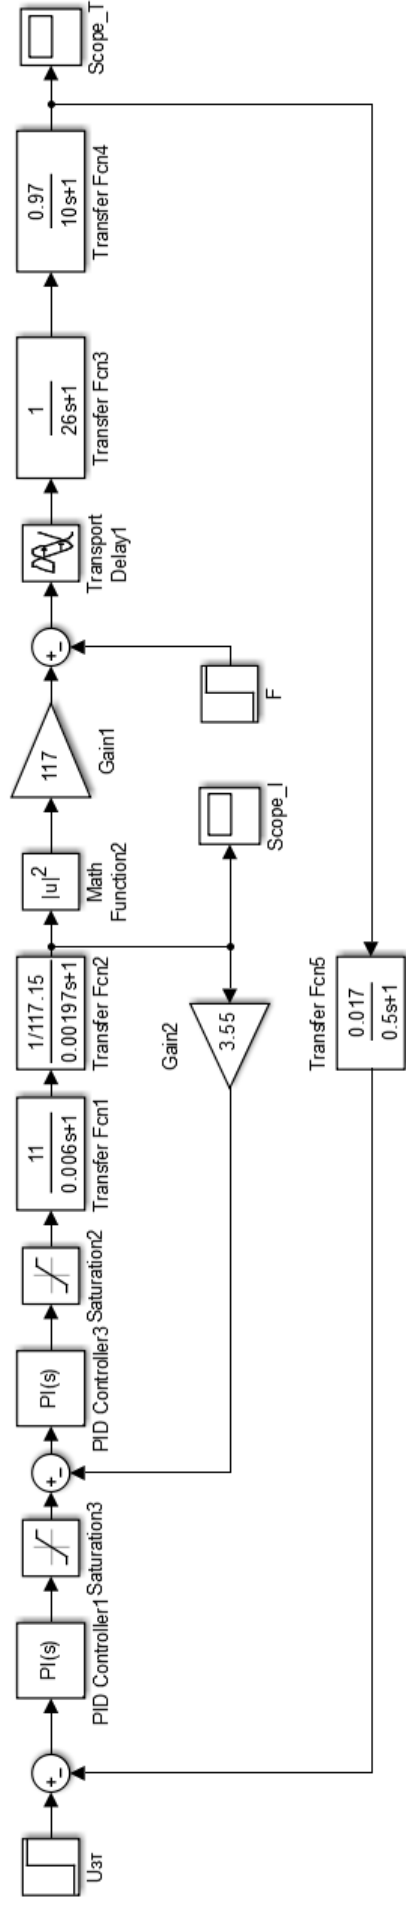 Uзт
PI(s)
PID Controller1
Saturation3
PI(s)
PID Controller3
Saturation2
11
0.006s+1
Transfer Fcn1
1/117.15
0.00197s+1
Transfer Fcn2
|u|²
Math
Function2
117
Gain1
Transport
Delay1
1
26s+1
Transfer Fcn3
0.97
10s+1
Transfer Fcn4
Scope_T
3.55
Gain2
Scope_I
F
Transfer Fcn5
0.017
0.5s+1